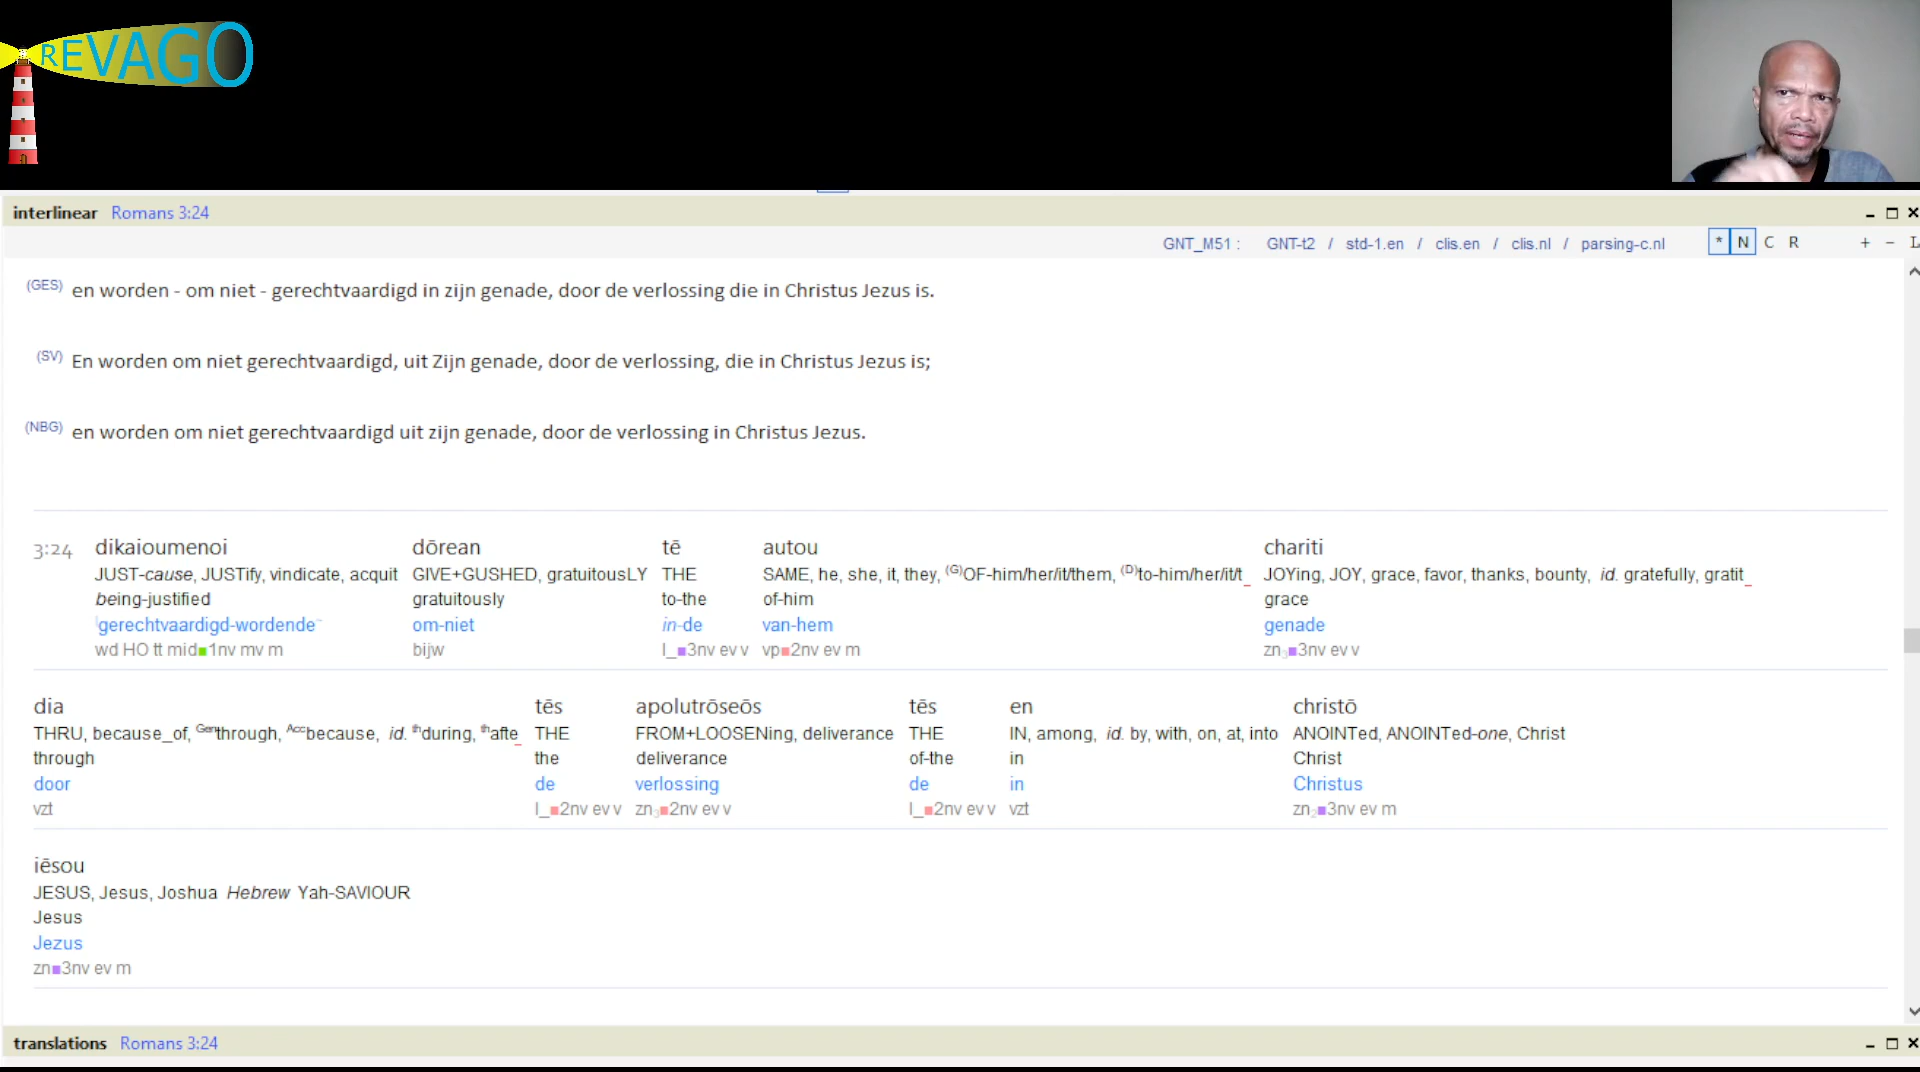 REVAGO
interlinear Romans 3:24
GNT_M51 : GNT-t2 / std-1.en / clis.en / clis.nl / parsing-c.nl * N C R + − L
(GES) en worden - om niet - gerechtvaardigd in zijn genade, door de verlossing die in Christus Jezus is.
(SV) En worden om niet gerechtvaardigd, uit Zijn genade, door de verlossing, die in Christus Jezus is;
(NBG) en worden om niet gerechtvaardigd uit zijn genade, door de verlossing in Christus Jezus.
3:24 dikaioumenoi dōrean tē autou chariti
JUST-cause, JUSTify, vindicate, acquit GIVE+GUSHED, gratuitousLY THE SAME, he, she, it, they, (G)OF-him/her/it/them, (D)to-him/her/it/t_ JOYing, JOY, grace, favor, thanks, bounty, id. gratefully, gratit_
being-justified gratuitously to-the of-him grace
gerechtvaardigd-wordende~ om-niet in-de van-hem genade
wd HO tt mid 1nv mv m bijw l_ 3nv ev v vp 2nv ev m zn3 3nv ev v
dia tēs apolutrōseōs tēs en christō
THRU, because_of, Genthrough, Accbecause, id. thduring, thafte_ THE FROM+LOOSENing, deliverance THE IN, among, id. by, with, on, at, into ANOINTed, ANOINTed-one, Christ
through the deliverance of-the in Christ
door de verlossing de in Christus
vzt l_ 2nv ev v zn3 2nv ev v l_ 2nv ev v vzt zn2 3nv ev m
iēsou
JESUS, Jesus, Joshua Hebrew Yah-SAVIOUR
Jesus
Jezus
zn 3nv ev m
translations Romans 3:24